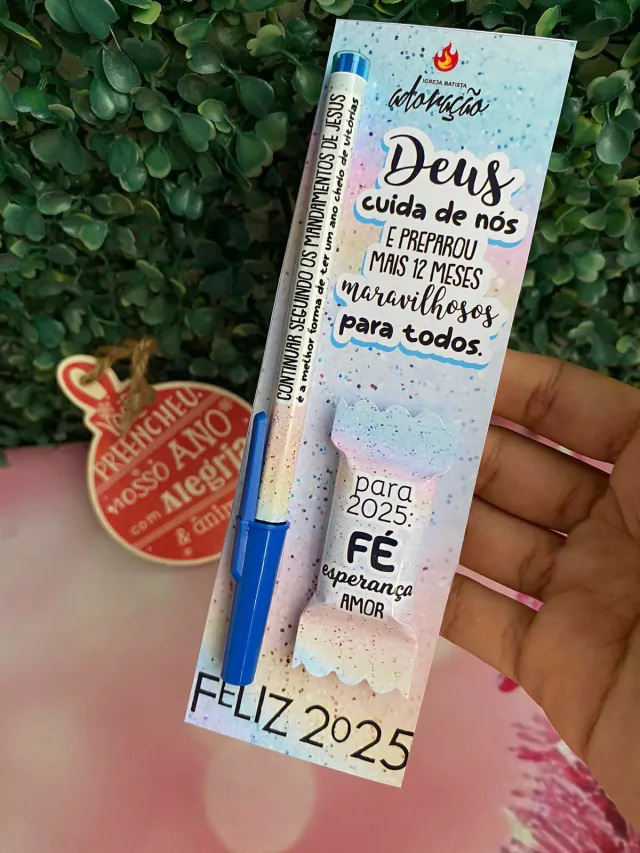 IGREJA BATISTA
adoração
Deus
cuida de nós
E PREPAROU
MAIS 12 MESES
maravilhosos
para todos.
CONTINUAR SEGUINDO OS MANDAMENTOS DE JESUS
é a melhor forma de ter um ano cheio de vitórias
para
2025:
FÉ
esperança
AMOR
FELIZ 2025
PREENCHEU:
NOSSO ANO
com Alegria